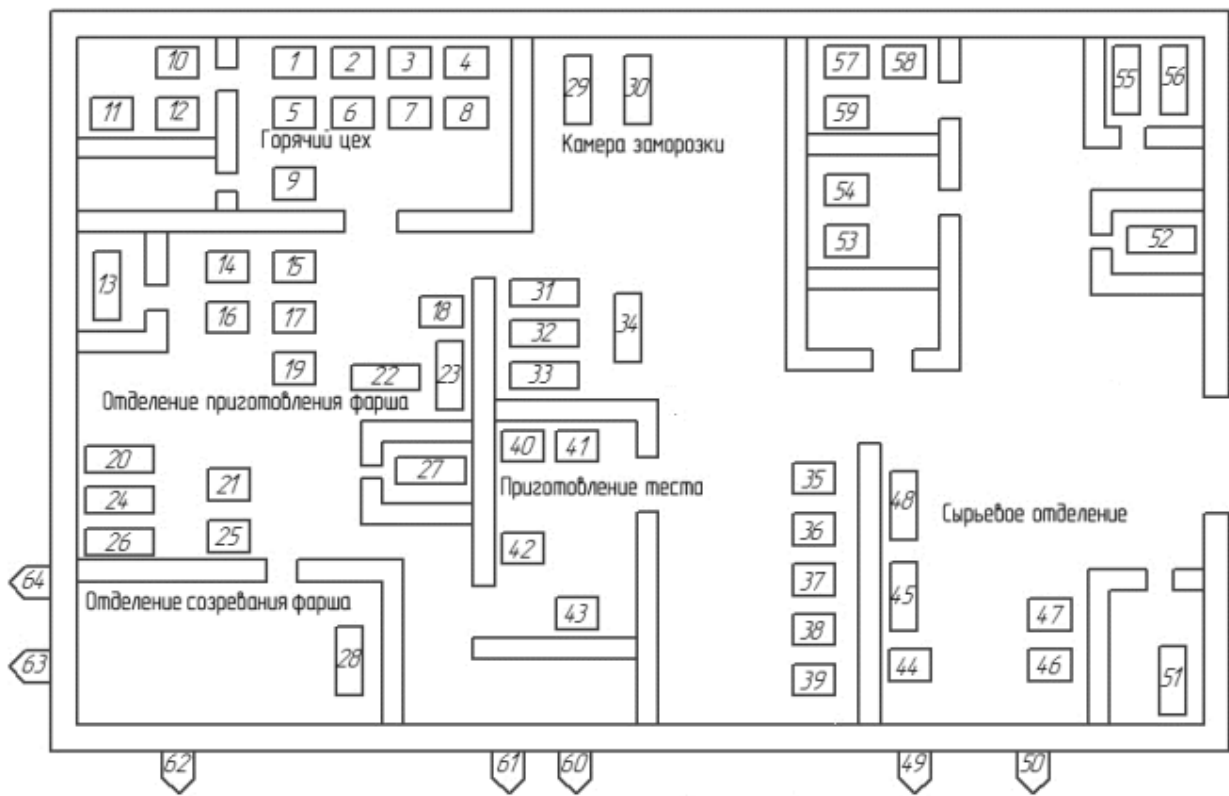 10 1 2 3 4 29 30 57 58 55 56
11 12 5 6 7 8 59
Горячий цех
Камера заморозки
9 54
53 52
13 14 15 31
16 17 18 32 34
19 22 23 33
Отделение приготовления фарша
40 41
20 27 35
21 48
Приготовление теста
24
Сырьевое отделение
25 36
26 42
64 37 45
Отделение созревания фарша
43 38 47
63 28 44 46 51
39
62 61 60 49 50